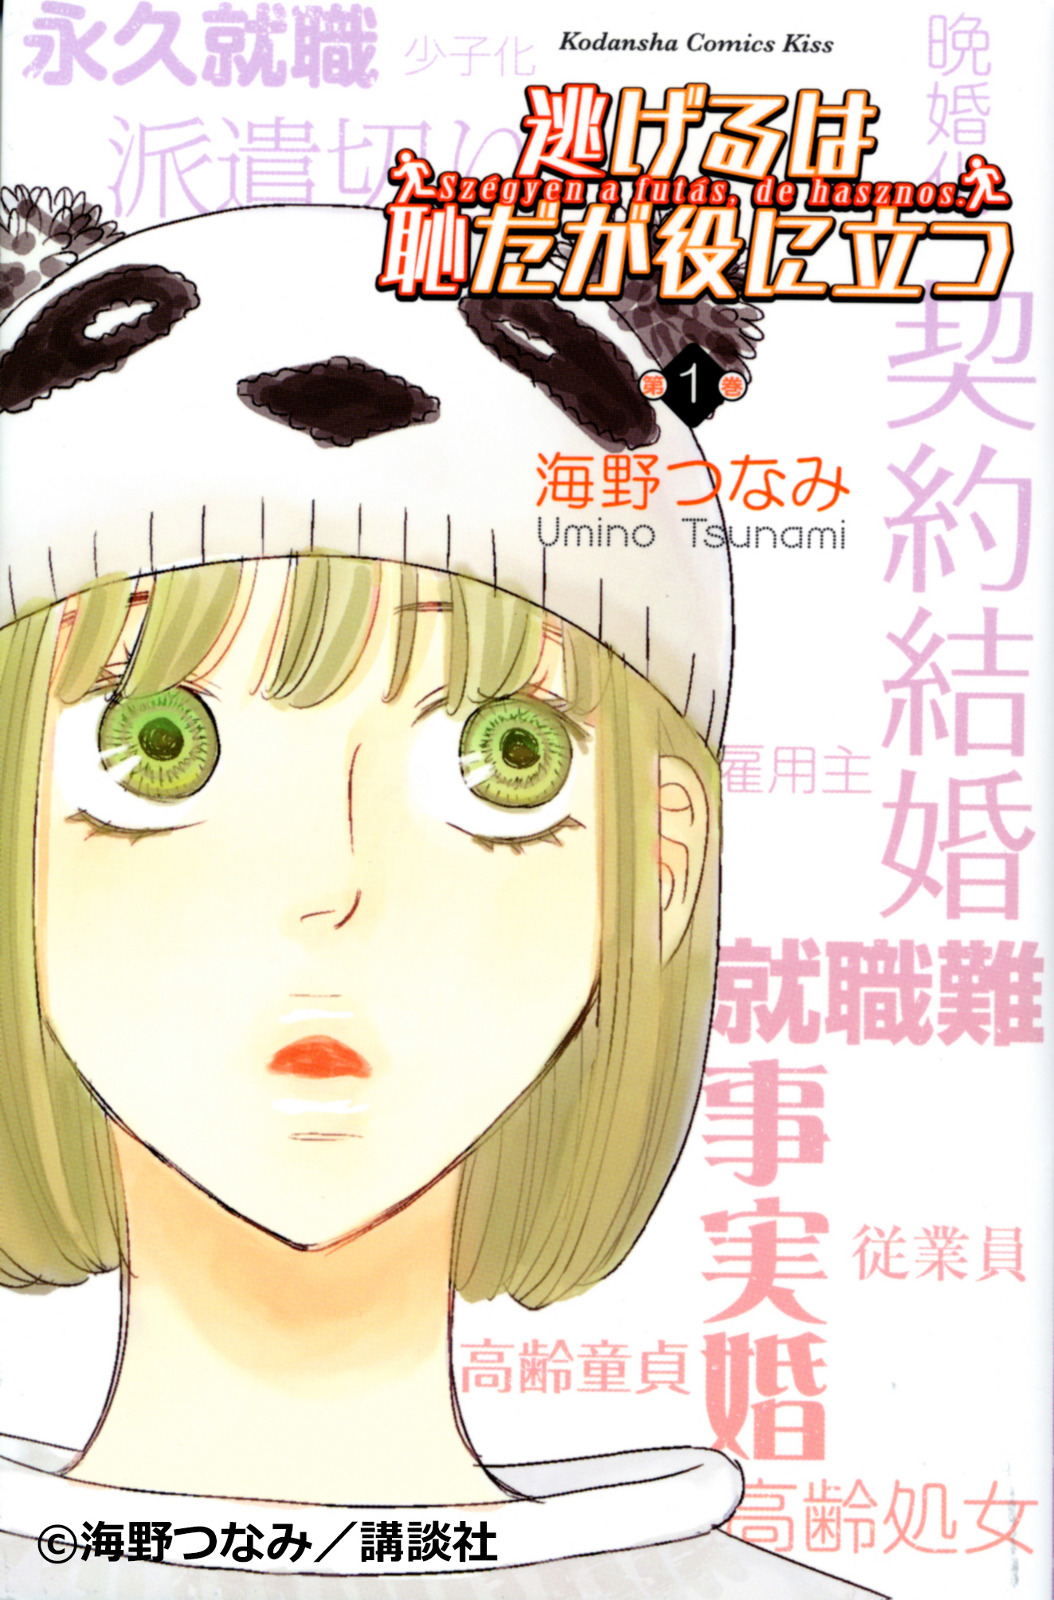 永久就職
少子化
Kodansha Comics Kiss
晩婚化
派遣切り
逃げるは
Szégyen a futás, de hasznos.
恥だが役に立つ
第1巻
海野つなみ
Umino Tsunami
契約結婚
雇用主
就職難
事実婚
従業員
高齢童貞
高齢処女
©海野つなみ／講談社